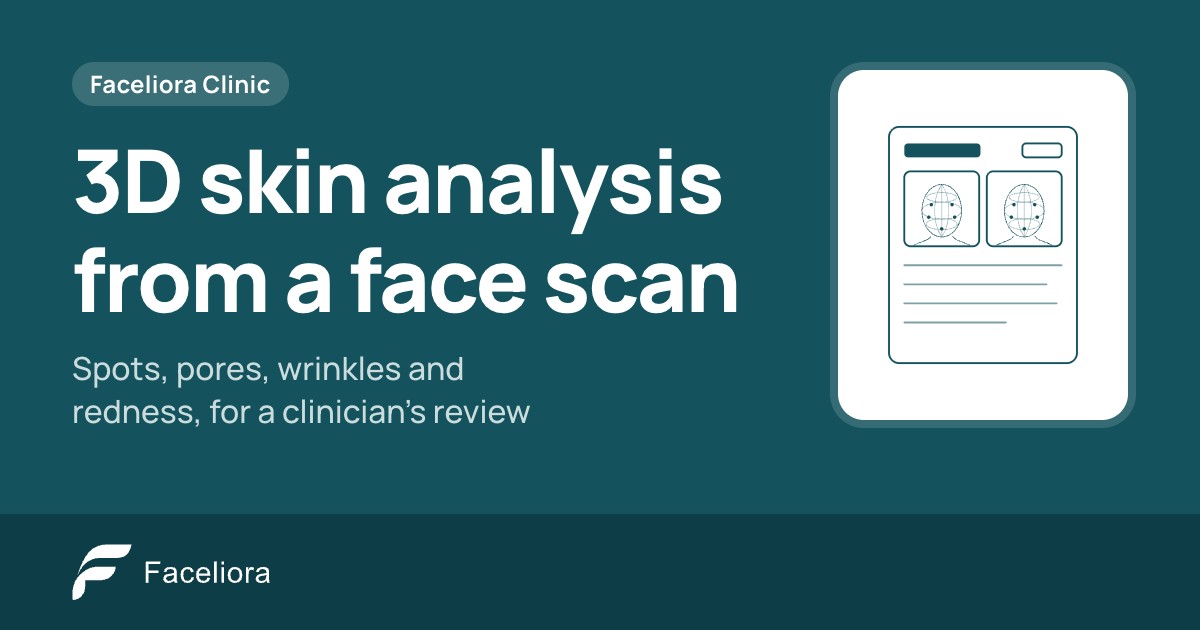 Faceliora Clinic
3D skin analysis
from a face scan
Spots, pores, wrinkles and
redness, for a clinician’s review
Faceliora